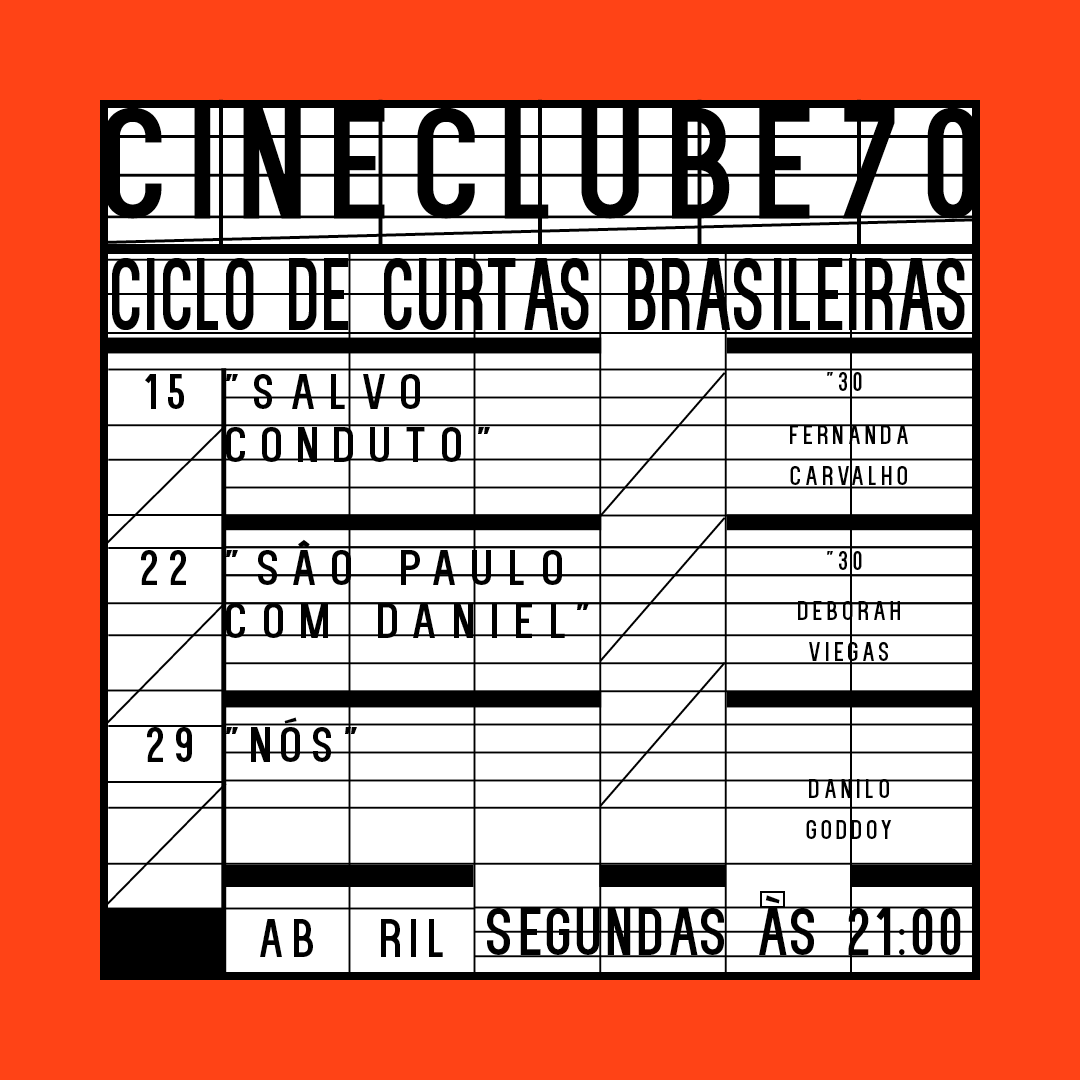 CINECLUBE70
CICLO DE CURTAS BRASILEIRAS
15
"SALVO
CONDUTO"
"30
FERNANDA
CARVALHO
22
"SÂO PAULO
COM DANIEL"
"30
DEBORAH
VIEGAS
29
"NÓS"
DANILO
GODDOY
AB RIL
SEGUNDAS ÀS 21:00